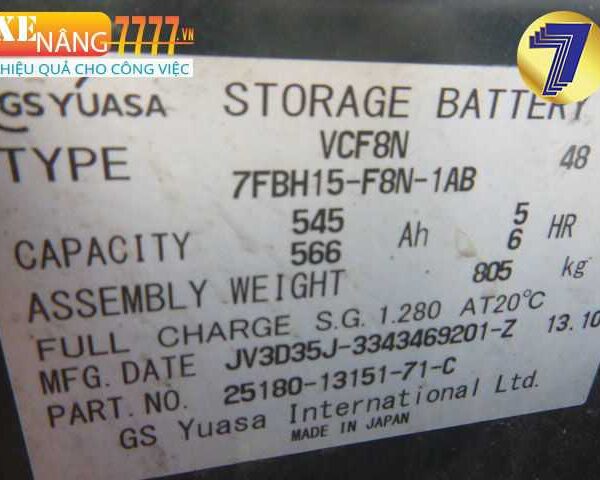 XE
NÂNG7777.VN
HIỆU QUẢ CHO CÔNG VIỆC
7
GS YUASA STORAGE BATTERY
TYPE VCF8N 48
7FBH15-F8N-1AB
CAPACITY 545 Ah 5 HR
566 6
ASSEMBLY WEIGHT 805 kg
FULL CHARGE S.G. 1.280 AT20°C
MFG. DATE JV3D35J-3343469201-Z 13.10
PART. NO. 25180-13151-71-C
GS Yuasa International Ltd.
MADE IN JAPAN